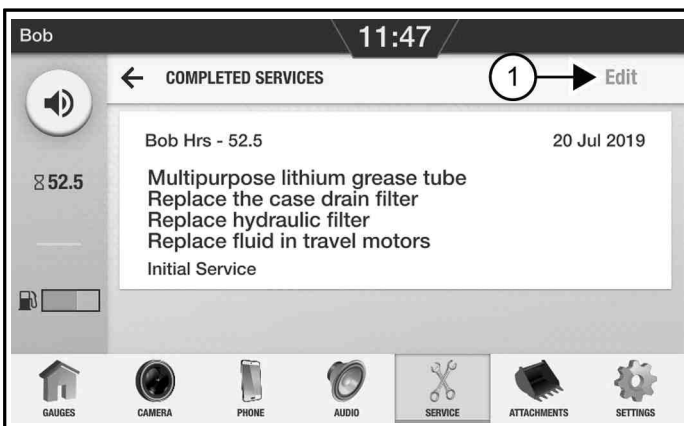 Bob
11:47
COMPLETED SERVICES
1
Edit
Bob Hrs - 52.5
20 Jul 2019
52.5
Multipurpose lithium grease tube
Replace the case drain filter
Replace hydraulic filter
Replace fluid in travel motors
Initial Service
GAUGES
CAMERA
PHONE
AUDIO
SERVICE
ATTACHMENTS
SETTINGS